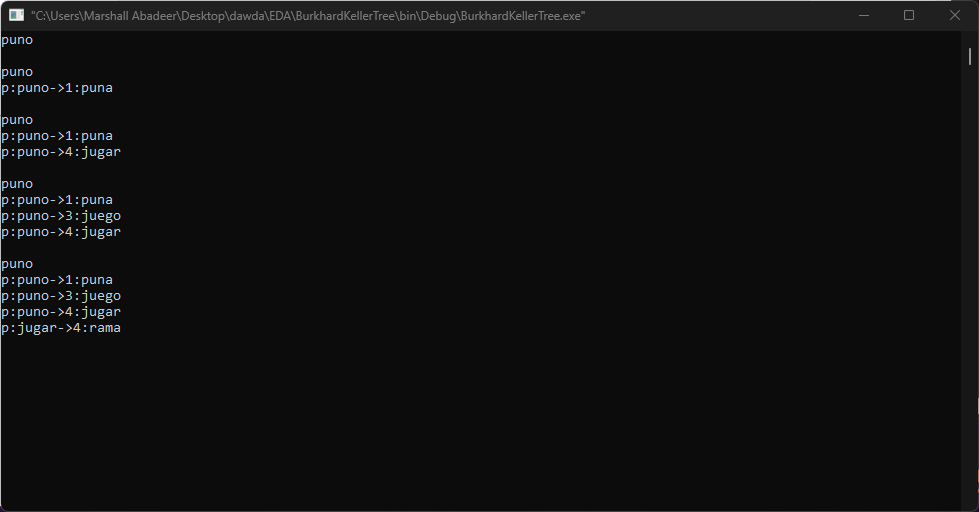 "C:\Users\Marshall Abadeer\Desktop\dawda\EDA\BurkhardKellerTree\bin\Debug\BurkhardKellerTree.exe"
puno
puno
p:puno->1:puna
puno
p:puno->1:puna
p:puno->4:jugar
puno
p:puno->1:puna
p:puno->3:juego
p:puno->4:jugar
puno
p:puno->1:puna
p:puno->3:juego
p:puno->4:jugar
p:jugar->4:rama